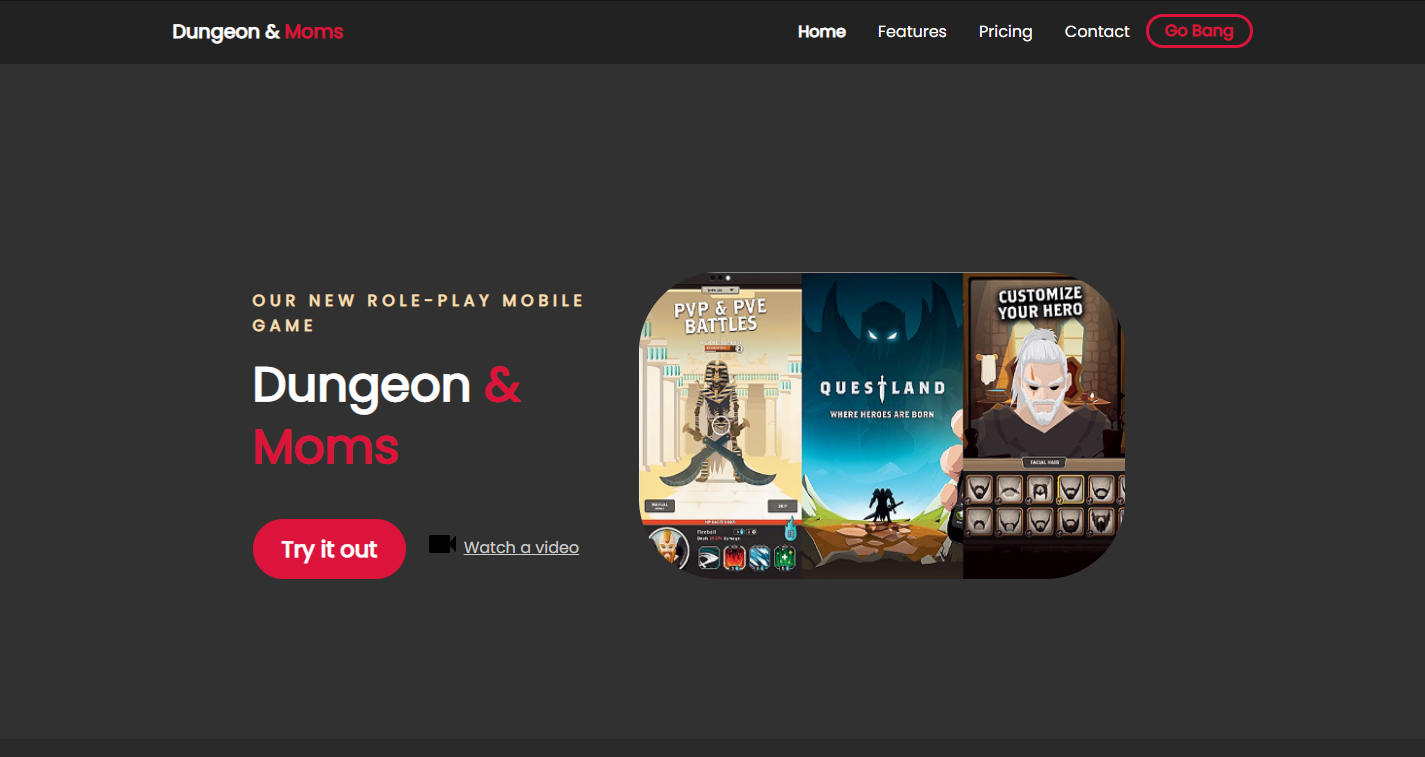 Dungeon & Moms
Home
Features
Pricing
Contact
Go Bang
OUR NEW ROLE-PLAY MOBILE
GAME
Dungeon &
Moms
Try it out
Watch a video
PVP & PVE
BATTLES
Fireball
QUESTLAND
WHERE HEROES ARE BORN
CUSTOMIZE
YOUR HERO
FACIAL HAIR